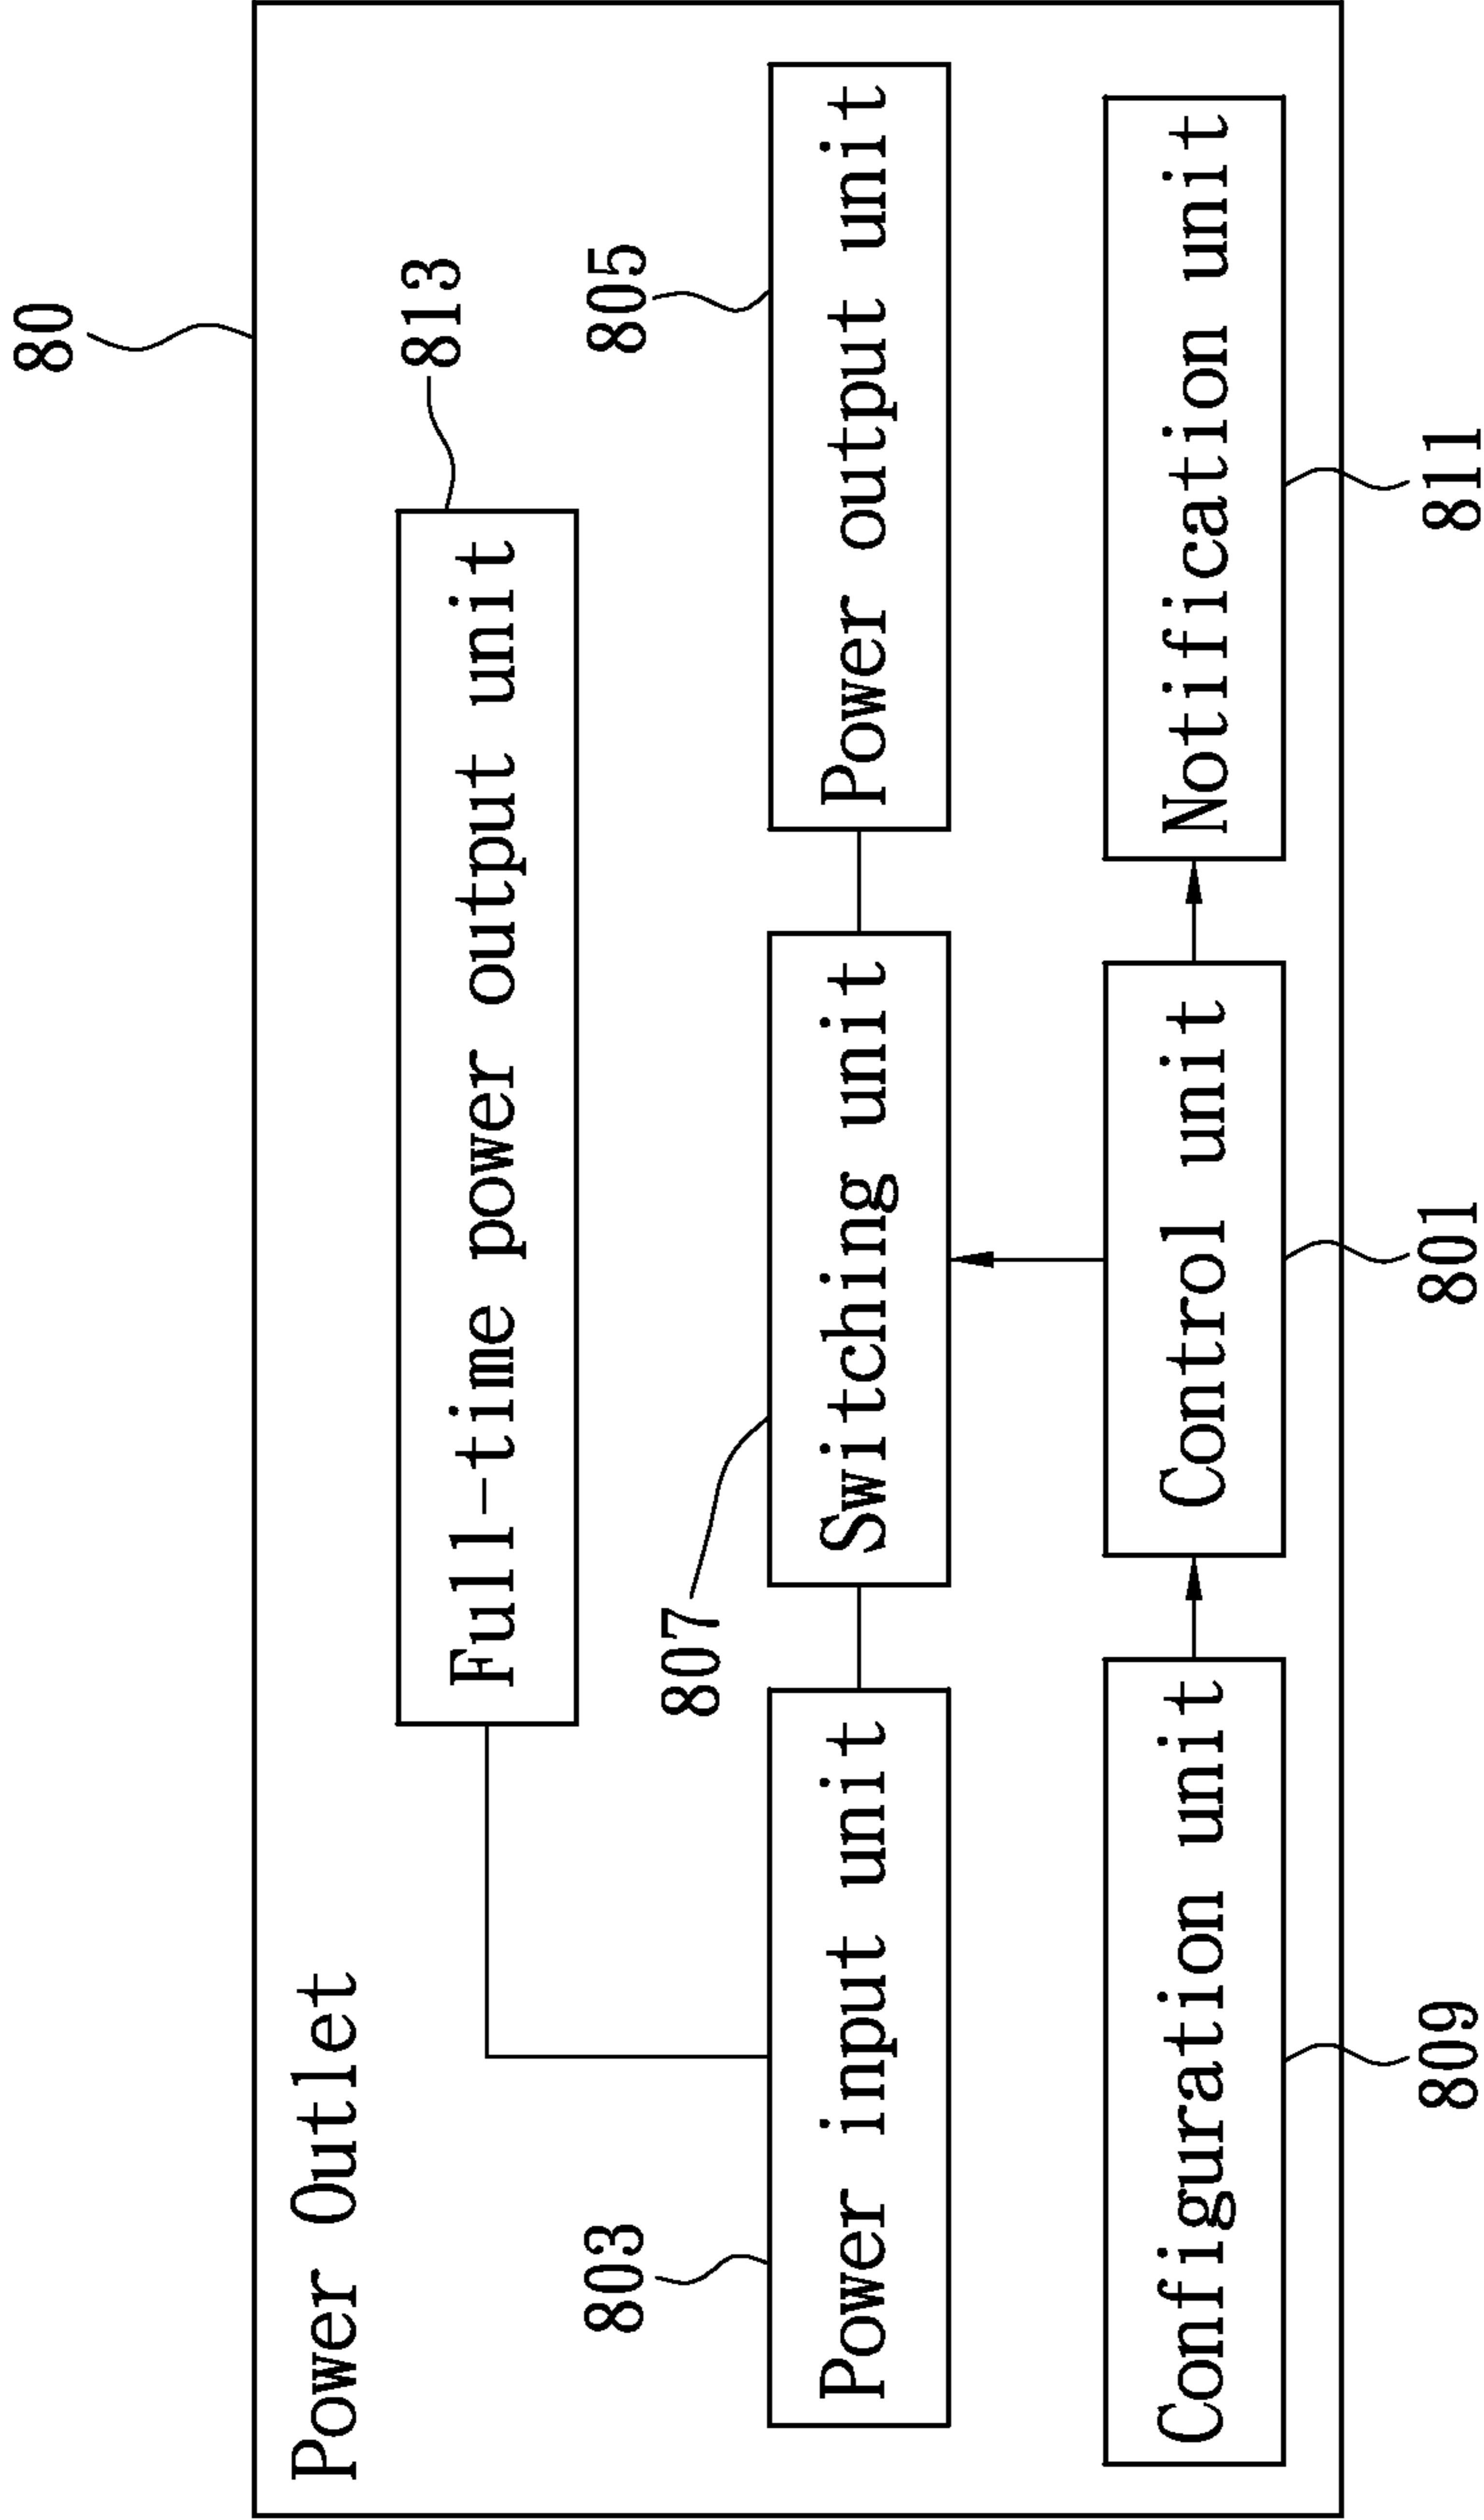 80
Power Outlet
813
Full-time power output unit
803
807
805
Power input unit
Switching unit
Power output unit
Configuration unit
Control unit
Notification unit
809
801
811